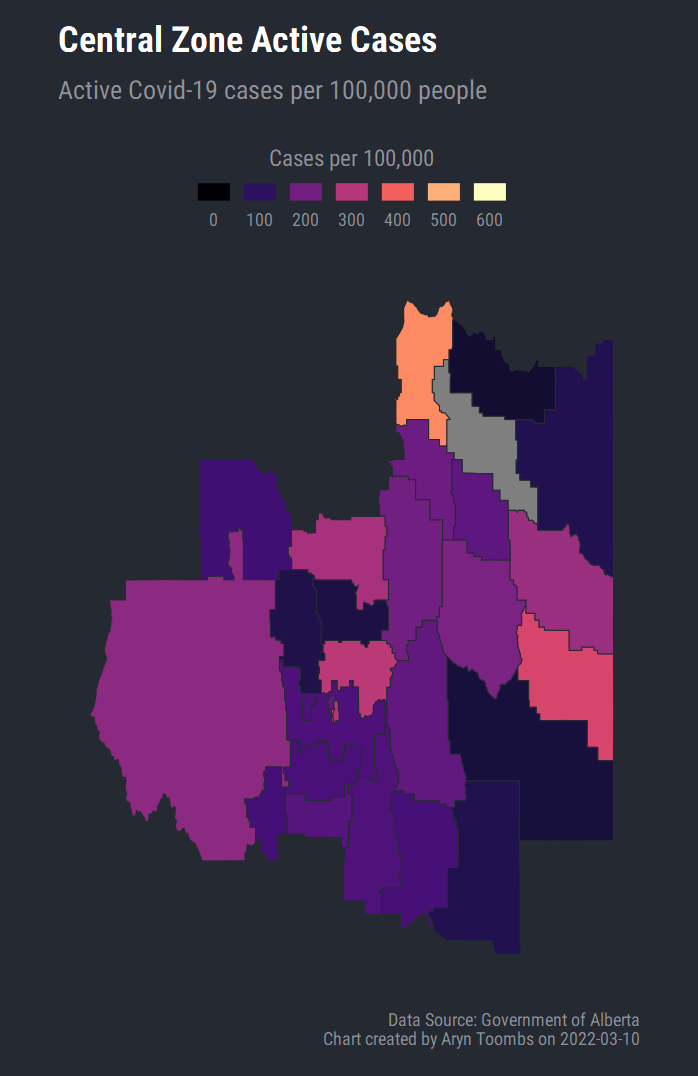 Central Zone Active Cases
Active Covid-19 cases per 100,000 people
Cases per 100,000
0 100 200 300 400 500 600
Data Source: Government of Alberta
Chart created by Aryn Toombs on 2022-03-10